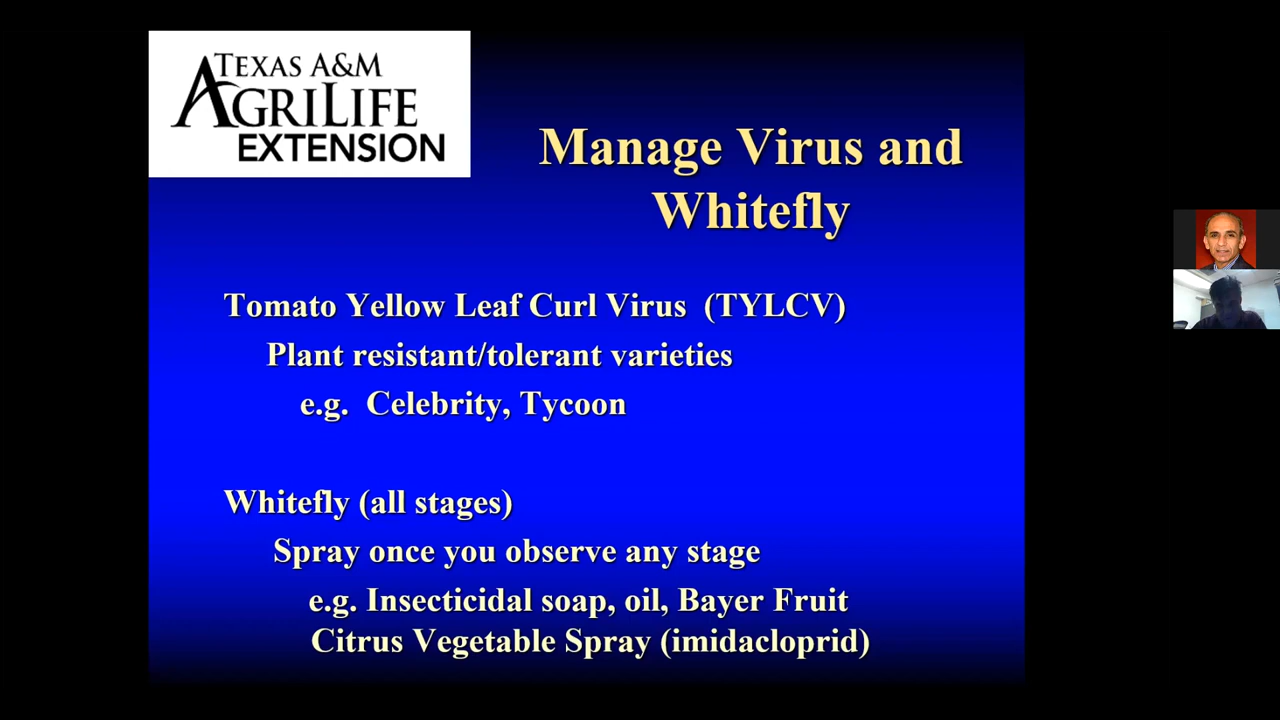 TEXAS A&M
AGRILIFE
EXTENSION
Manage Virus and
Whitefly
Tomato Yellow Leaf Curl Virus (TYLCV)
Plant resistant/tolerant varieties
e.g. Celebrity, Tycoon
Whitefly (all stages)
Spray once you observe any stage
e.g. Insecticidal soap, oil, Bayer Fruit
Citrus Vegetable Spray (imidacloprid)